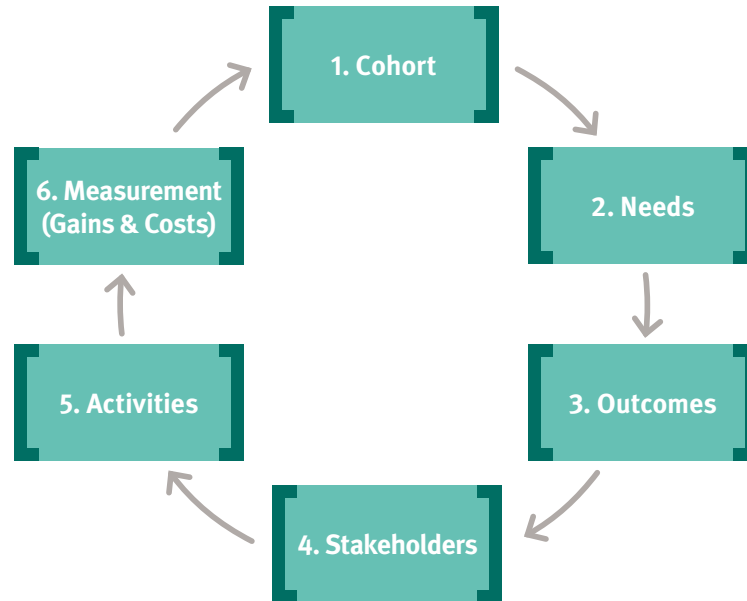 1. Cohort
2. Needs
3. Outcomes
4. Stakeholders
5. Activities
6. Measurement
(Gains & Costs)